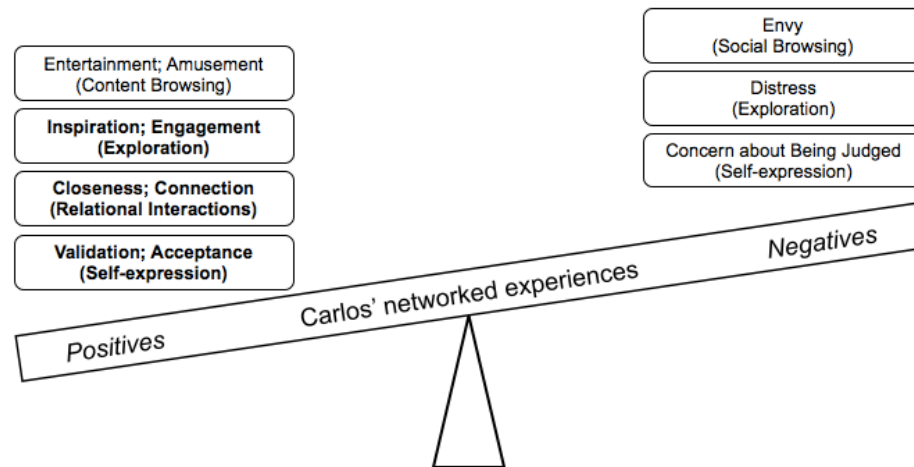 Entertainment; Amusement
(Content Browsing)
Inspiration; Engagement
(Exploration)
Closeness; Connection
(Relational Interactions)
Validation; Acceptance
(Self-expression)
Envy
(Social Browsing)
Distress
(Exploration)
Concern about Being Judged
(Self-expression)
Positives
Carlos’ networked experiences
Negatives